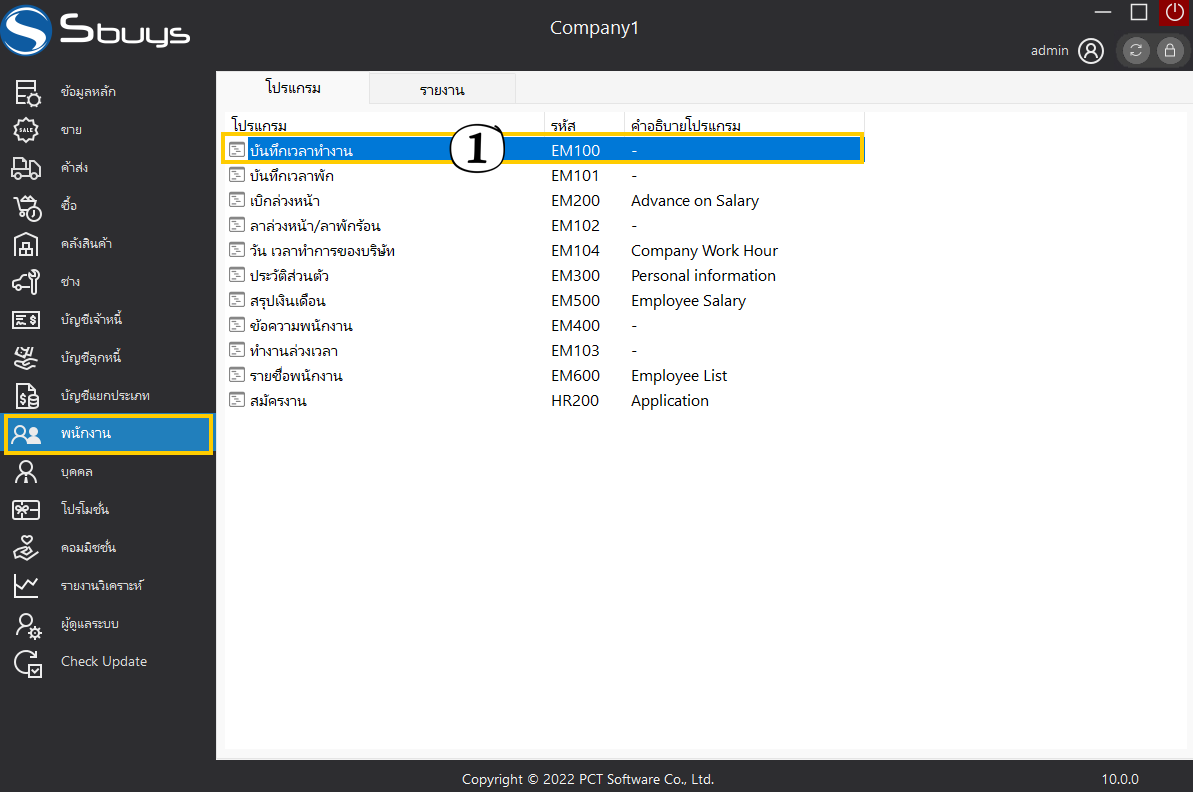 Sbuys
Company1
admin
ข้อมูลหลัก
ขาย
ค้าส่ง
ซื้อ
คลังสินค้า
ช่าง
บัญชีเจ้าหนี้
บัญชีลูกหนี้
บัญชีแยกประเภท
พนักงาน
บุคคล
โปรโมชั่น
คอมมิชชั่น
รายงานวิเคราะห์
ผู้ดูแลระบบ
Check Update
โปรแกรม รายงาน
โปรแกรม รหัส คำอธิบายโปรแกรม
บันทึกเวลาทำงาน 1 EM100 -
บันทึกเวลาพัก EM101 -
เบิกล่วงหน้า EM200 Advance on Salary
ลาล่วงหน้า/ลาพักร้อน EM102 -
วัน เวลาทำการของบริษัท EM104 Company Work Hour
ประวัติส่วนตัว EM300 Personal information
สรุปเงินเดือน EM500 Employee Salary
ข้อความพนักงาน EM400 -
ทำงานล่วงเวลา EM103 -
รายชื่อพนักงาน EM600 Employee List
สมัครงาน HR200 Application
Copyright © 2022 PCT Software Co., Ltd. 10.0.0